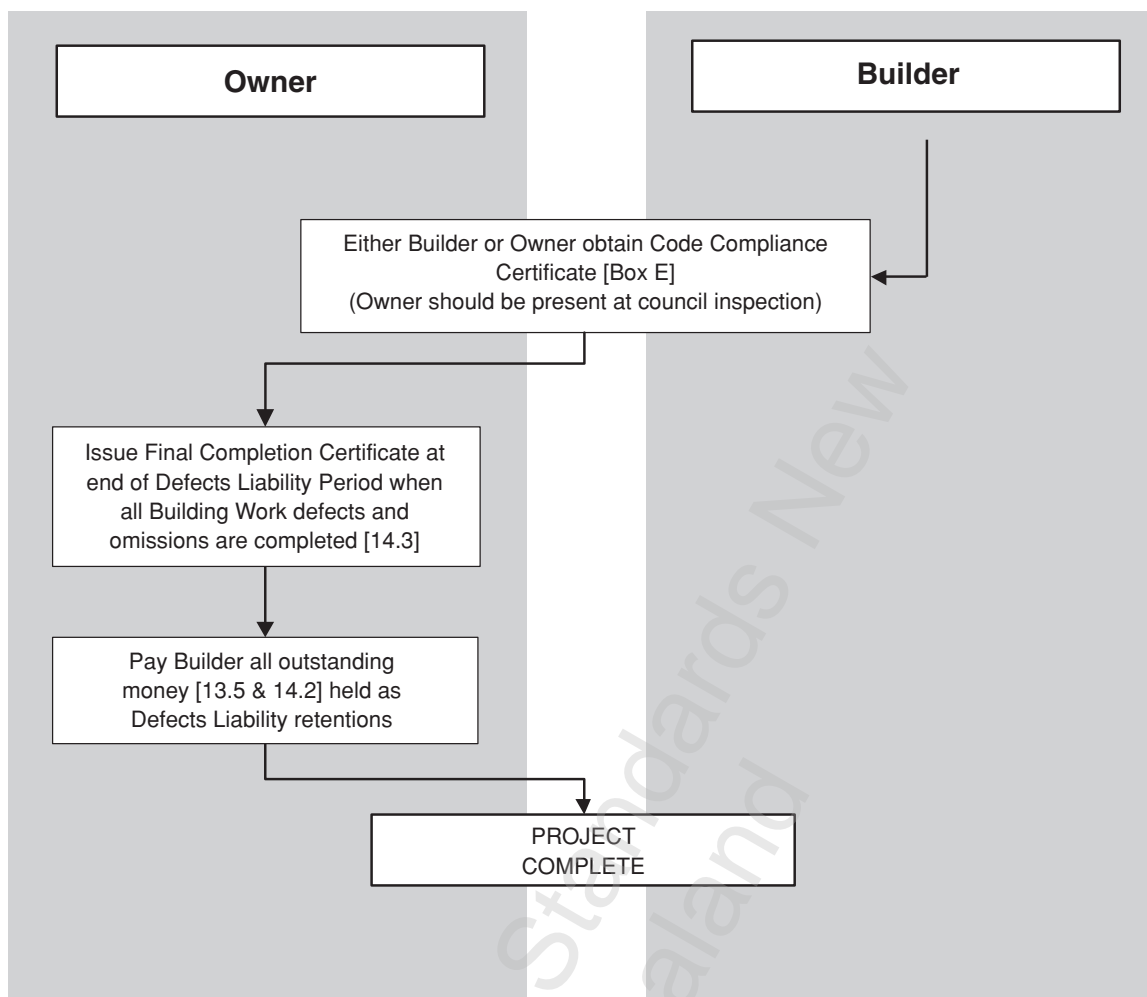 Owner
Builder
Either Builder or Owner obtain Code Compliance
Certificate [Box E]
(Owner should be present at council inspection)
Issue Final Completion Certificate at
end of Defects Liability Period when
all Building Work defects and
omissions are completed [14.3]
Pay Builder all outstanding
money [13.5 & 14.2] held as
Defects Liability retentions
PROJECT
COMPLETE
Standards New
aland